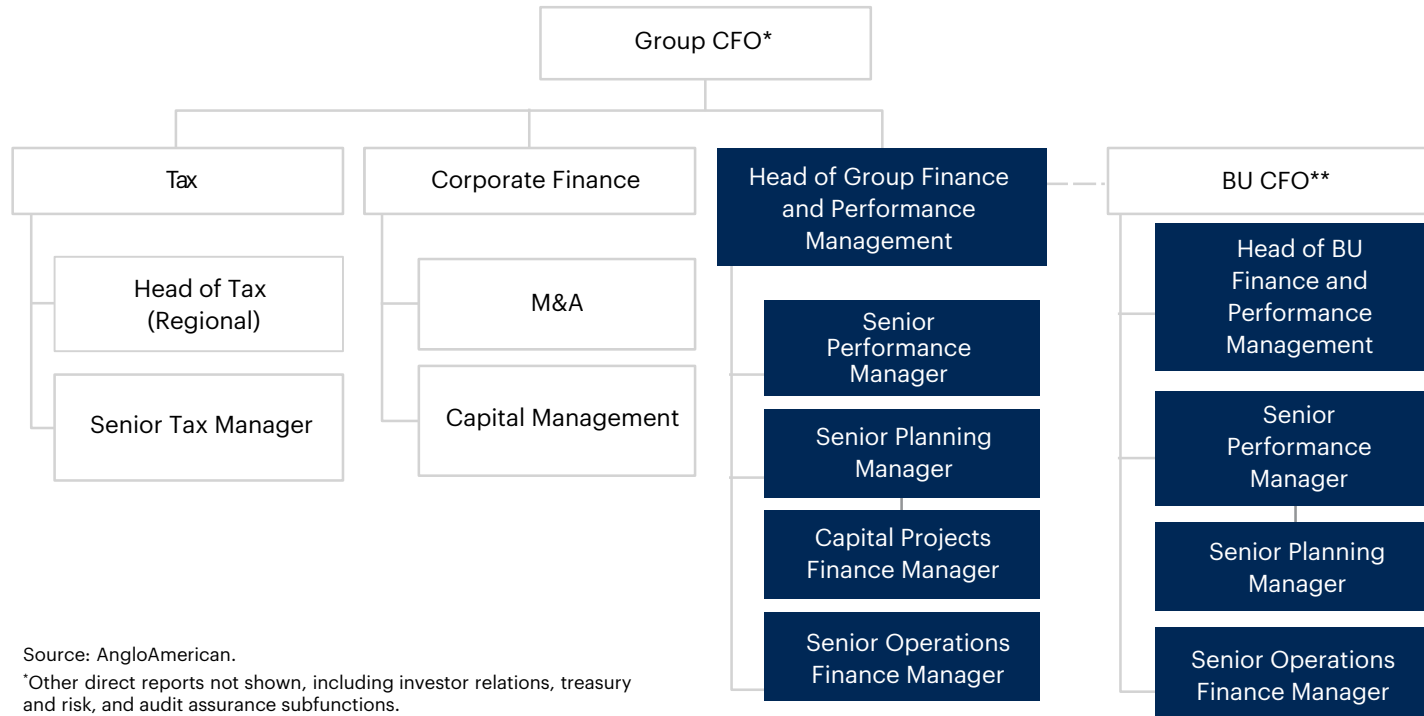 Group CFO*
Tax
Head of Tax
(Regional)
Senior Tax Manager
Corporate Finance
M&A
Capital Management
Head of Group Finance
and Performance
Management
Senior
Performance
Manager
Senior Planning
Manager
Capital Projects
Finance Manager
Senior Operations
Finance Manager
BU CFO**
Head of BU
Finance and
Performance
Management
Senior
Performance
Manager
Senior Planning
Manager
Senior Operations
Finance Manager
Source: AngloAmerican.
*Other direct reports not shown, including investor relations, treasury
and risk, and audit assurance subfunctions.